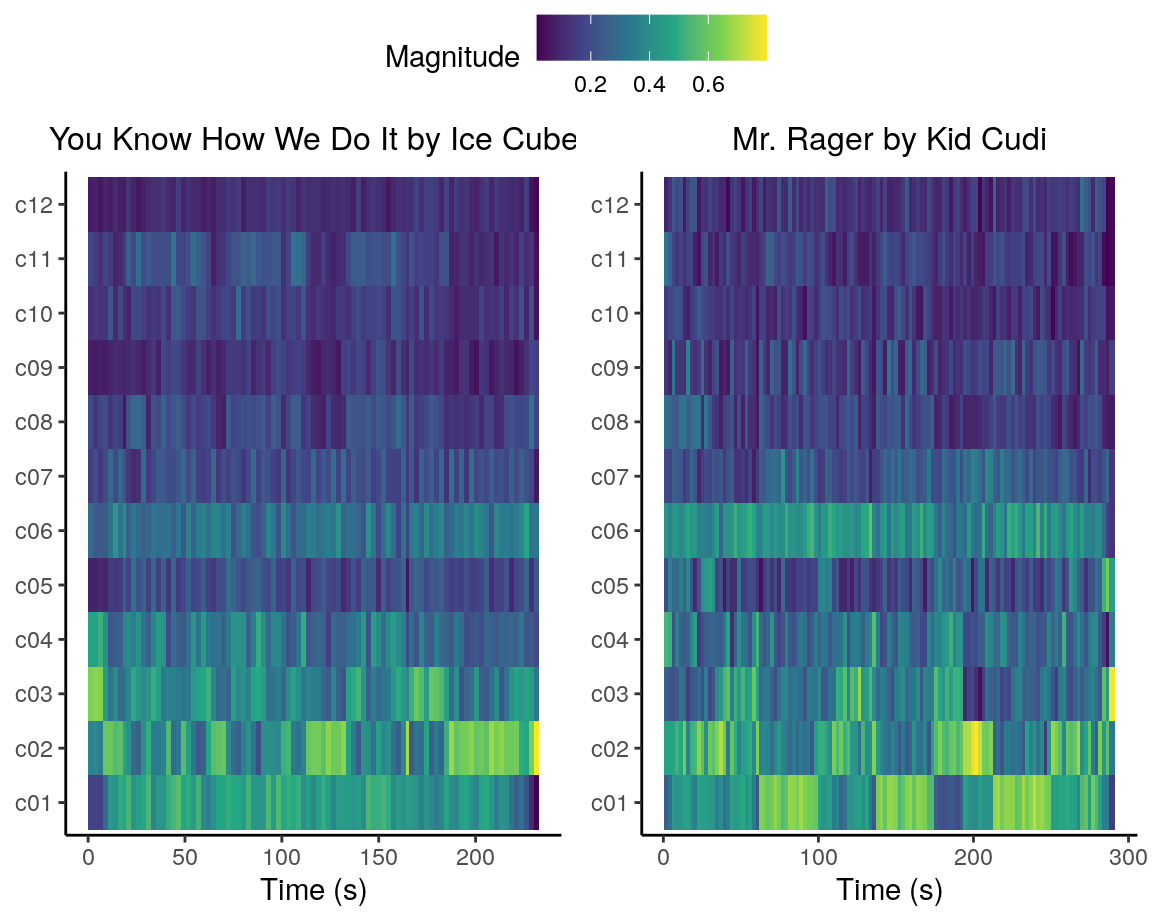 Magnitude
0.2 0.4 0.6
You Know How We Do It by Ice Cube
c12
c11
c10
c09
c08
c07
c06
c05
c04
c03
c02
c01
0 50 100 150 200
Time (s)
Mr. Rager by Kid Cudi
c12
c11
c10
c09
c08
c07
c06
c05
c04
c03
c02
c01
0 100 200 300
Time (s)